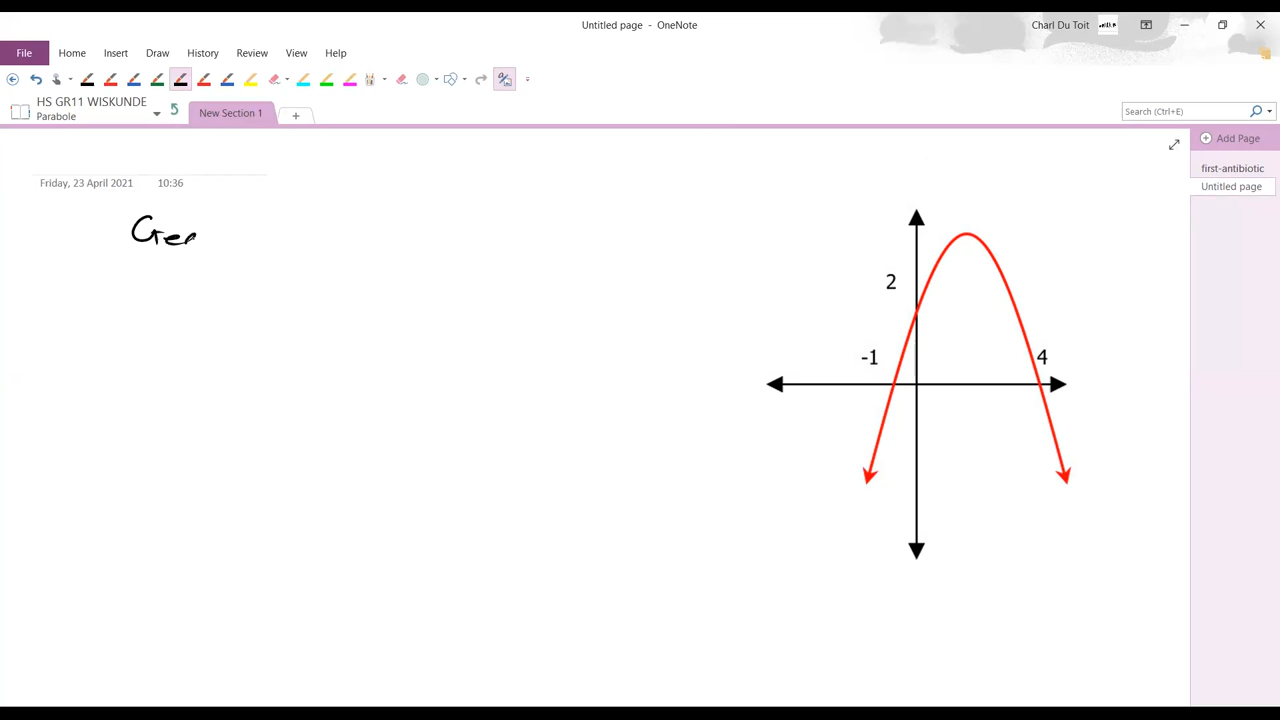 Untitled page - OneNote
Charl Du Toit
File Home Insert Draw History Review View Help
HS GR11 WISKUNDE
Parabole
New Section 1
Search (Ctrl+E)
Add Page
first-antibiotic
Untitled page
Friday, 23 April 2021 10:36
2
-1
4